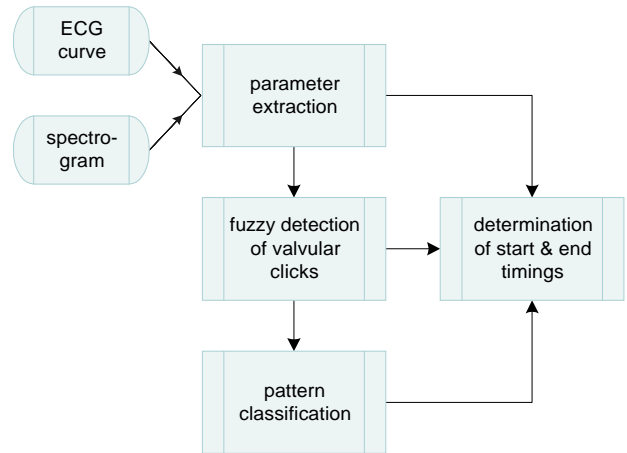 ECG
curve
spectro-
gram
parameter
extraction
fuzzy detection
of valvular
clicks
determination
of start & end
timings
pattern
classification